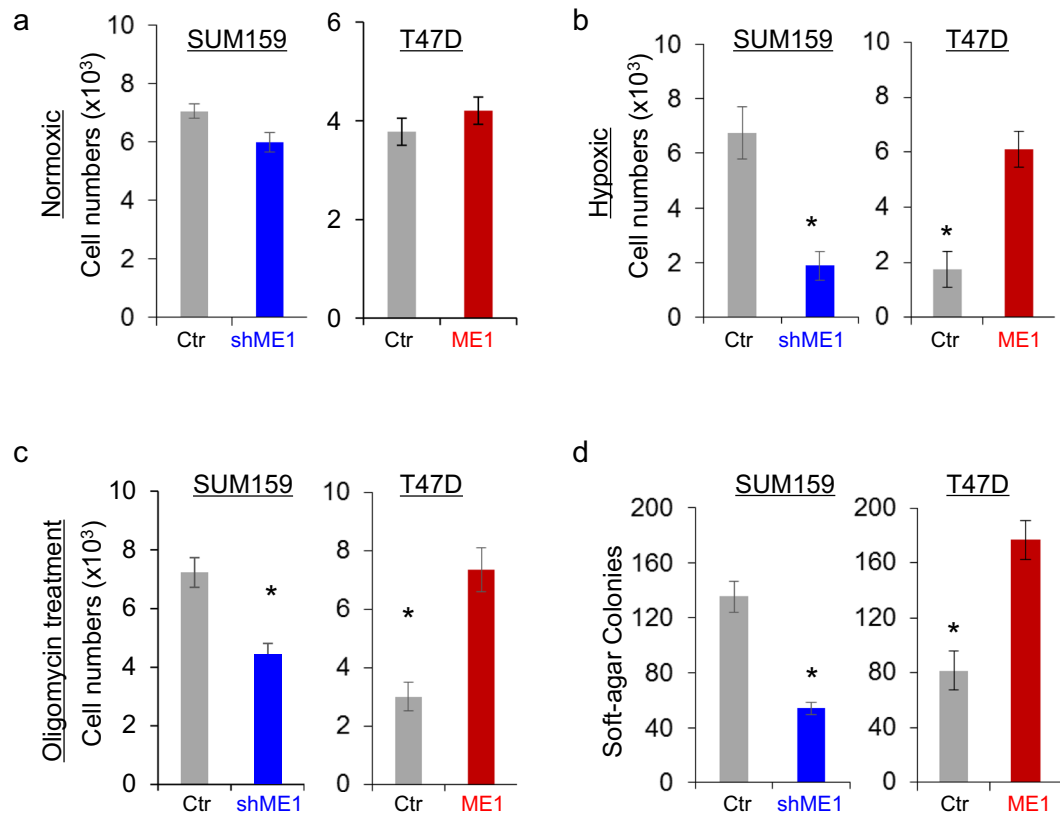 a
Normoxic
Cell numbers (x10³)
SUM159
10
8
6
4
2
0
Ctr shME1
T47D
6
4
2
0
Ctr ME1
b
Hypoxic
Cell numbers (x10³)
SUM159
10
8
6
4
2
0
*
Ctr shME1
T47D
10
8
6
4
2
0
*
Ctr ME1
c
Oligomycin treatment
Cell numbers (x10³)
SUM159
10
8
6
4
2
0
*
Ctr shME1
T47D
10
8
6
4
2
0
*
Ctr ME1
d
Soft-agar Colonies
SUM159
200
160
120
80
40
0
*
Ctr shME1
T47D
200
160
120
80
40
0
*
Ctr ME1